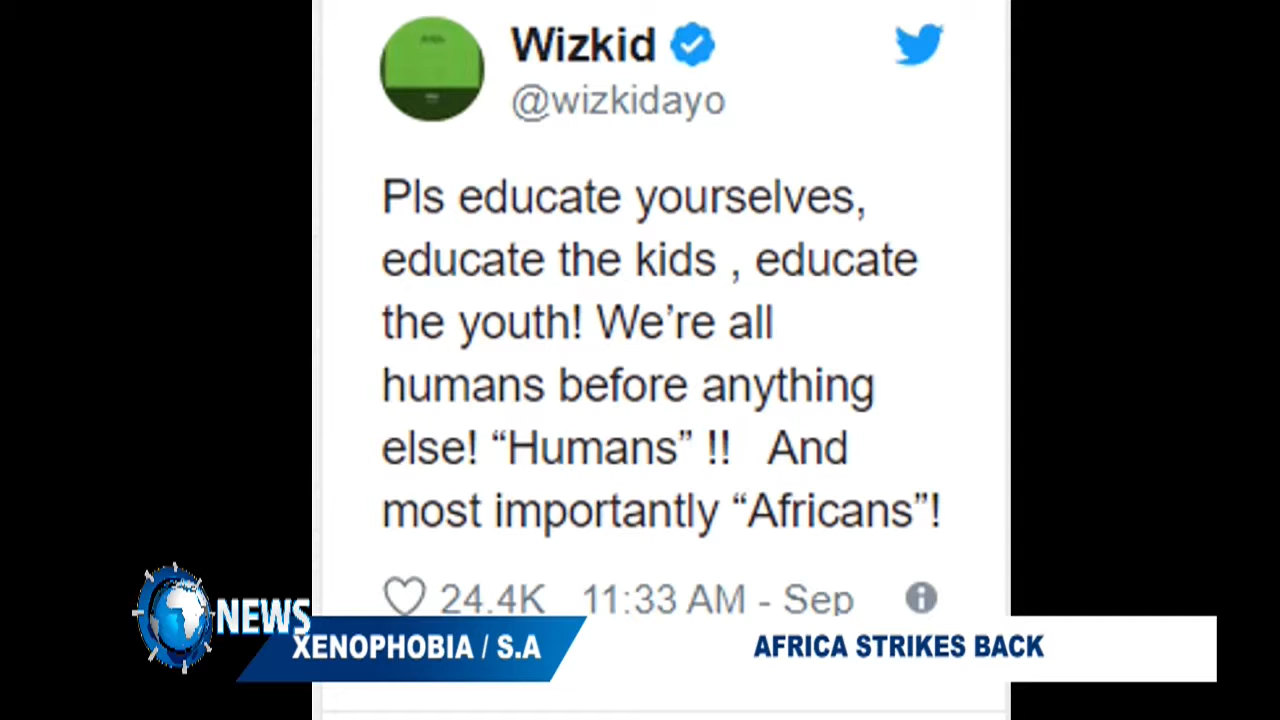 Wizkid
@wizkidayo
Pls educate yourselves,
educate the kids , educate
the youth! We’re all
humans before anything
else! “Humans” !! And
most importantly “Africans”!
24.4K 11:33 AM - Sep
NEWS
XENOPHOBIA / S.A
AFRICA STRIKES BACK